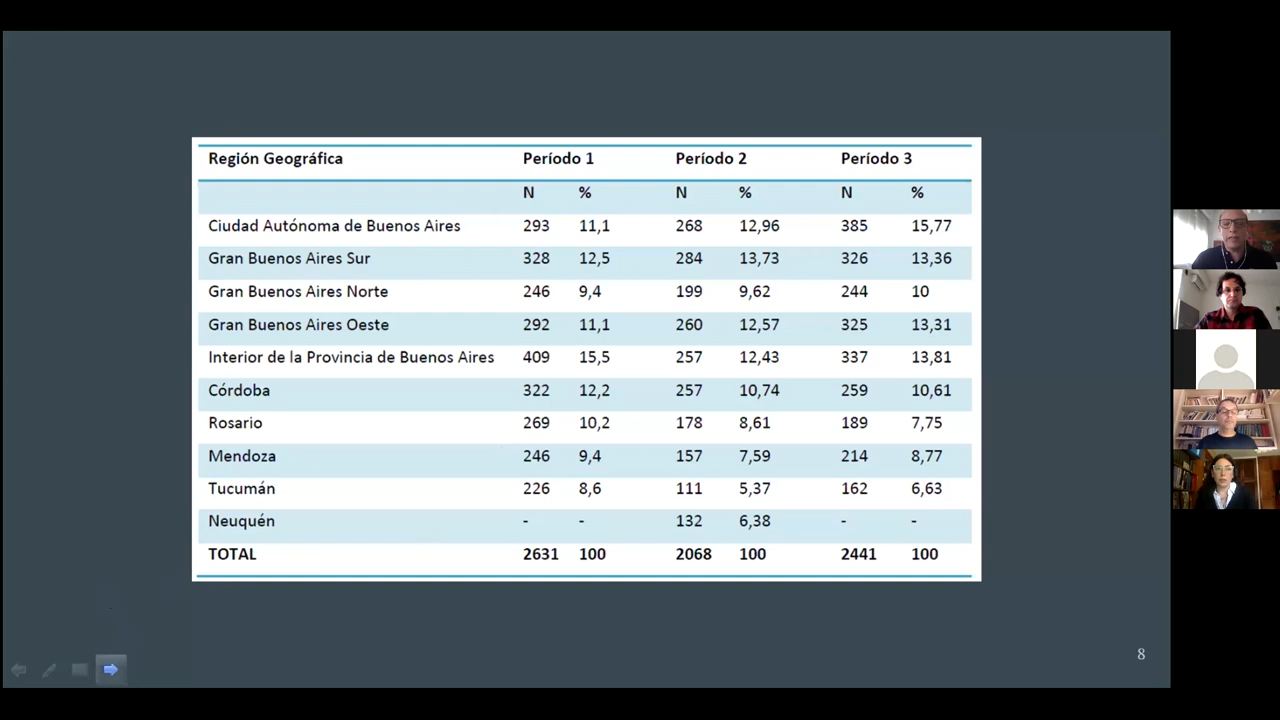 Región Geográfica Período 1 Período 2 Período 3
N % N % N %
Ciudad Autónoma de Buenos Aires 293 11,1 268 12,96 385 15,77
Gran Buenos Aires Sur 328 12,5 284 13,73 326 13,36
Gran Buenos Aires Norte 246 9,4 199 9,62 244 10
Gran Buenos Aires Oeste 292 11,1 260 12,57 325 13,31
Interior de la Provincia de Buenos Aires 409 15,5 257 12,43 337 13,81
Córdoba 322 12,2 257 10,74 259 10,61
Rosario 269 10,2 178 8,61 189 7,75
Mendoza 246 9,4 157 7,59 214 8,77
Tucumán 226 8,6 111 5,37 162 6,63
Neuquén - - 132 6,38 - -
TOTAL 2631 100 2068 100 2441 100
8